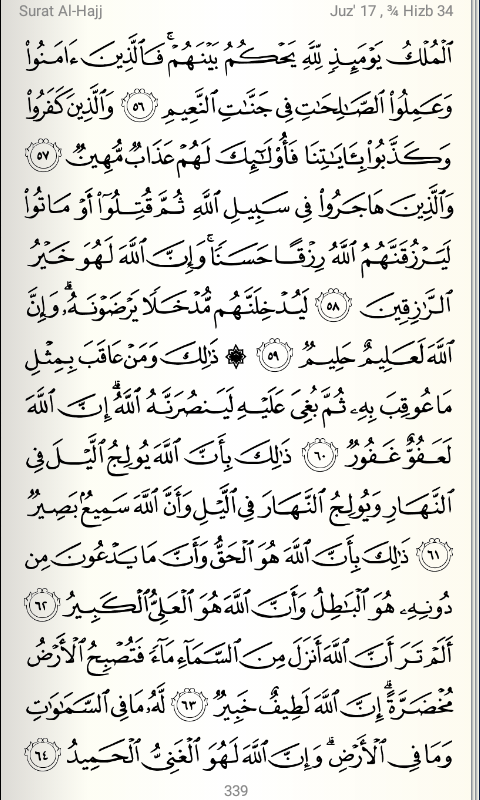 Surat Al-Hajj
Juz' 17 , ¾ Hizb 34
ٱلْمُلْكُ يَوْمَئِذٍ لِّلَّهِ يَحْكُمُ بَيْنَهُمْ ۚ فَٱلَّذِينَ ءَامَنُوا۟
وَعَمِلُوا۟ ٱلصَّـٰلِحَـٰتِ فِى جَنَّـٰتِ ٱلنَّعِيمِ ٥٦ وَٱلَّذِينَ كَفَرُوا۟
وَكَذَّبُوا۟ بِـَٔايَـٰتِنَا فَأُو۟لَـٰٓئِكَ لَهُمْ عَذَابٌ مُّهِينٌ ٥٧
وَٱلَّذِينَ هَاجَرُوا۟ فِى سَبِيلِ ٱللَّهِ ثُمَّ قُتِلُوٓا۟ أَوْ مَاتُوا۟
لَيَرْزُقَنَّهُمُ ٱللَّهُ رِزْقًا حَسَنًا ۚ وَإِنَّ ٱللَّهَ لَهُوَ خَيْرُ
ٱلرَّٰزِقِينَ ٥٨ لَيُدْخِلَنَّهُم مُّدْخَلًا يَرْضَوْنَهُۥ ۗ وَإِنَّ
ٱللَّهَ لَعَلِيمٌ حَلِيمٌ ٥٩ ۞ ذَٰلِكَ وَمَنْ عَاقَبَ بِمِثْلِ
مَا عُوقِبَ بِهِۦ ثُمَّ بُغِىَ عَلَيْهِ لَيَنصُرَنَّهُ ٱللَّهُ ۗ إِنَّ ٱللَّهَ
لَعَفُوٌّ غَفُورٌ ٦٠ ذَٰلِكَ بِأَنَّ ٱللَّهَ يُولِجُ ٱلَّيْلَ فِى
ٱلنَّهَارِ وَيُولِجُ ٱلنَّهَارَ فِى ٱلَّيْلِ وَأَنَّ ٱللَّهَ سَمِيعٌۢ بَصِيرٌ
٦١ ذَٰلِكَ بِأَنَّ ٱللَّهَ هُوَ ٱلْحَقُّ وَأَنَّ مَا يَدْعُونَ مِن
دُونِهِۦ هُوَ ٱلْبَـٰطِلُ وَأَنَّ ٱللَّهَ هُوَ ٱلْعَلِىُّ ٱلْكَبِيرُ ٦٢
أَلَمْ تَرَ أَنَّ ٱللَّهَ أَنزَلَ مِنَ ٱلسَّمَآءِ مَآءً فَتُصْبِحُ ٱلْأَرْضُ
مُخْضَرَّةً ۗ إِنَّ ٱللَّهَ لَطِيفٌ خَبِيرٌ ٦٣ لَّهُۥ مَا فِى ٱلسَّمَـٰوَٰتِ
وَمَا فِى ٱلْأَرْضِ ۗ وَإِنَّ ٱللَّهَ لَهُوَ ٱلْغَنِىُّ ٱلْحَمِيدُ ٦٤
339